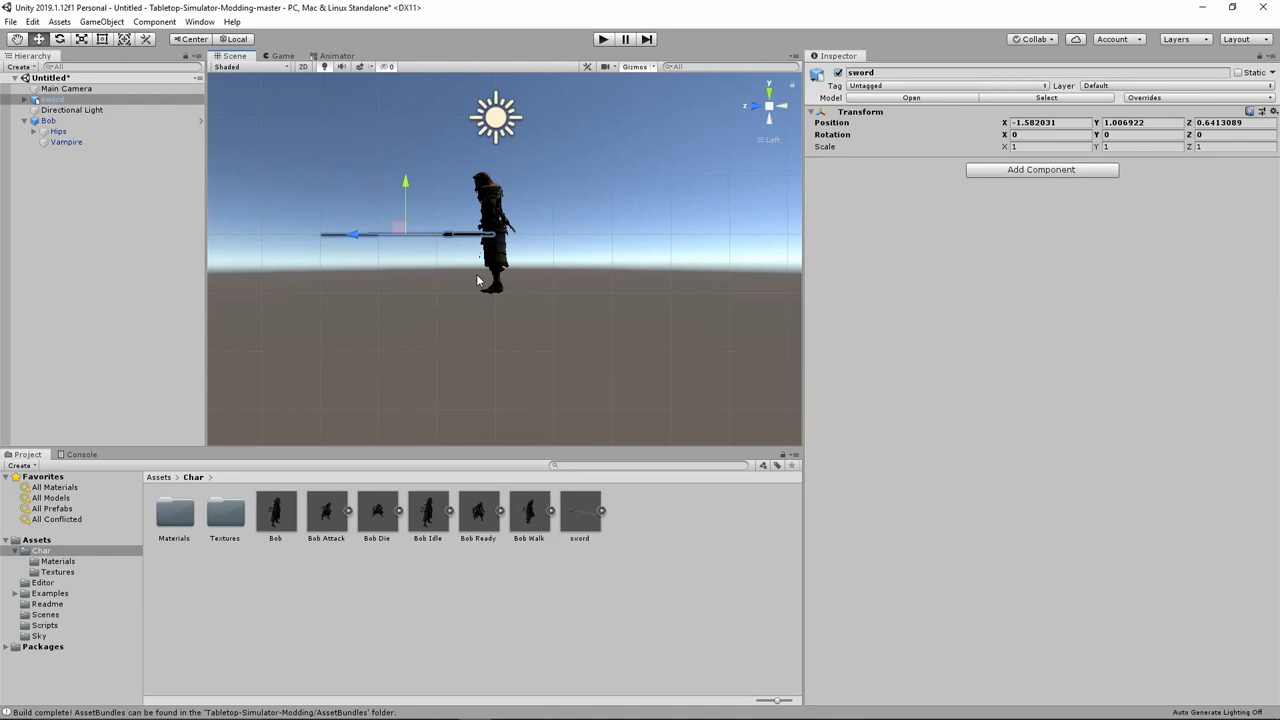 Unity 2019.1.12f1 Personal - Untitled - Tabletop-Simulator-Modding-master - PC, Mac & Linux Standalone* <DX11>
File Edit Assets GameObject Component Window Help
Center Local Collab Account Layers Layout
Hierarchy Scene Game Animator Inspector
Create All Shaded 2D 0 Gizmos All sword Static
Untitled* Tag Untagged Layer Default
Main Camera Model Open Select Overrides
sword
Directional Light Transform
Bob Position X -1.582031 Y 1.006922 Z 0.6413089
Hips Rotation X 0 Y 0 Z 0
Vampire Scale X 1 Y 1 Z 1
y
z
Left
Add Component
Project Console
Create
Favorites Assets Char
All Materials
All Models
All Prefabs
All Conflicted
Assets Materials Textures Bob Bob Attack Bob Die Bob Idle Bob Ready Bob Walk sword
Char
Materials
Textures
Editor
Examples
Readme
Scenes
Scripts
Sky
Packages
Build complete! AssetBundles can be found in the 'Tabletop-Simulator-Modding/AssetBundles' folder. Auto Generate Lighting Off